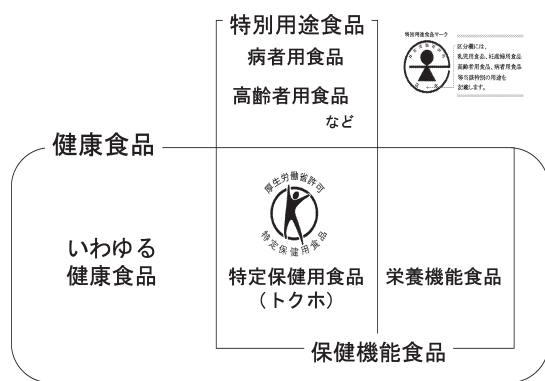 特別用途食品
病者用食品
高齢者用食品
など
特別用途食品マーク
区分欄には、
乳児用食品、妊産婦用食品
高齢者用食品、病者用食品
等当該特別の用途を
記載します。
健康食品
いわゆる
健康食品
厚生労働省許可
特定保健用食品
特定保健用食品
(トクホ)
栄養機能食品
保健機能食品